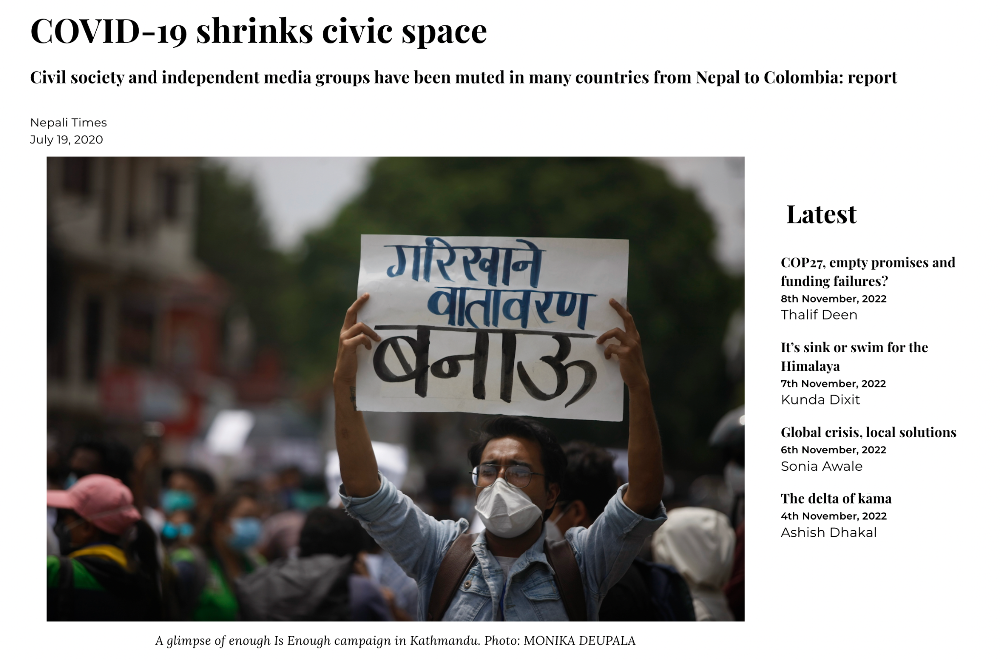 COVID-19 shrinks civic space
Civil society and independent media groups have been muted in many countries from Nepal to Colombia: report
Nepali Times
July 19, 2020
गरिखाने
वातावरण
बनाऊ
A glimpse of enough Is Enough campaign in Kathmandu. Photo: MONIKA DEUPALA
Latest
COP27, empty promises and
funding failures?
8th November, 2022
Thalif Deen
It’s sink or swim for the
Himalaya
7th November, 2022
Kunda Dixit
Global crisis, local solutions
6th November, 2022
Sonia Awale
The delta of kāma
4th November, 2022
Ashish Dhakal